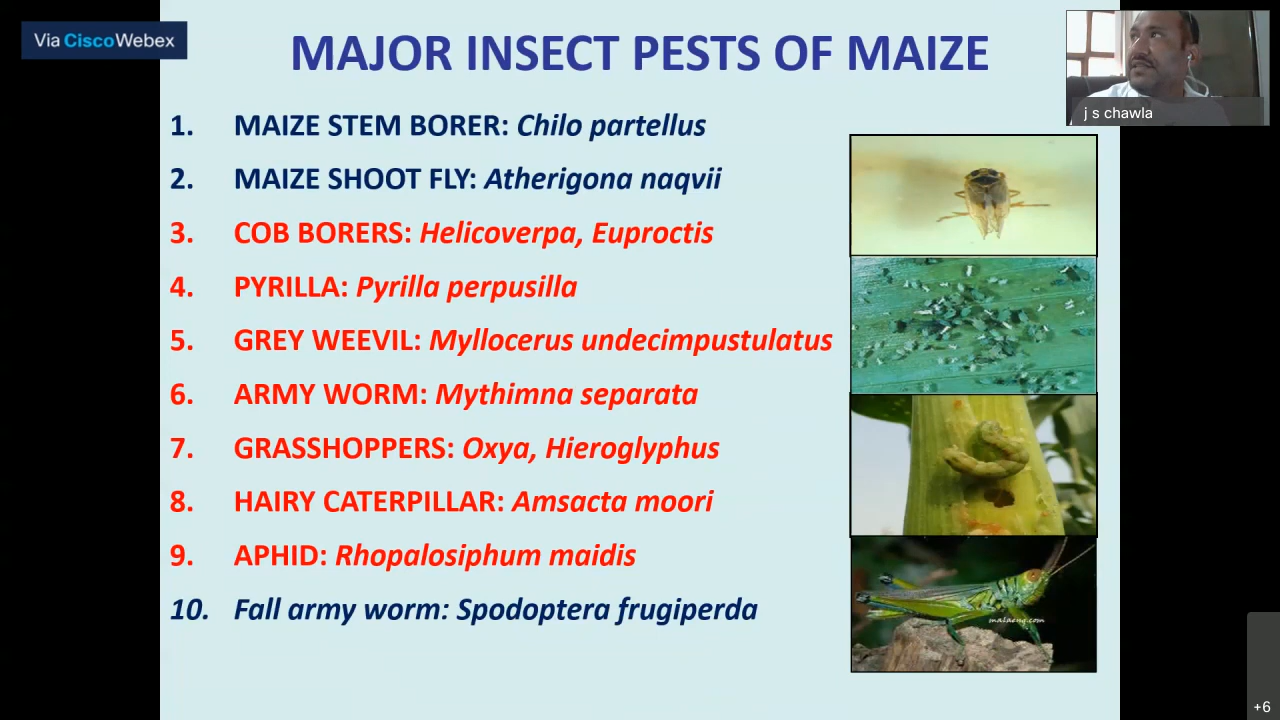 Via CiscoWebex
MAJOR INSECT PESTS OF MAIZE
j s chawla
1. MAIZE STEM BORER: Chilo partellus
2. MAIZE SHOOT FLY: Atherigona naqvii
3. COB BORERS: Helicoverpa, Euproctis
4. PYRILLA: Pyrilla perpusilla
5. GREY WEEVIL: Myllocerus undecimpustulatus
6. ARMY WORM: Mythimna separata
7. GRASSHOPPERS: Oxya, Hieroglyphus
8. HAIRY CATERPILLAR: Amsacta moori
9. APHID: Rhopalosiphum maidis
10. Fall army worm: Spodoptera frugiperda
malaeng.com
+6